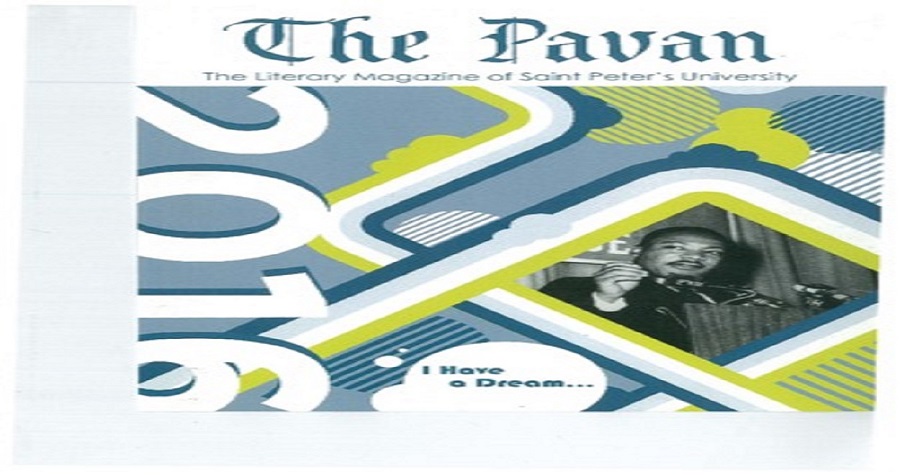 The Pavan
The Literary Magazine of Saint Peter's University
2016
I Have
a Dream...